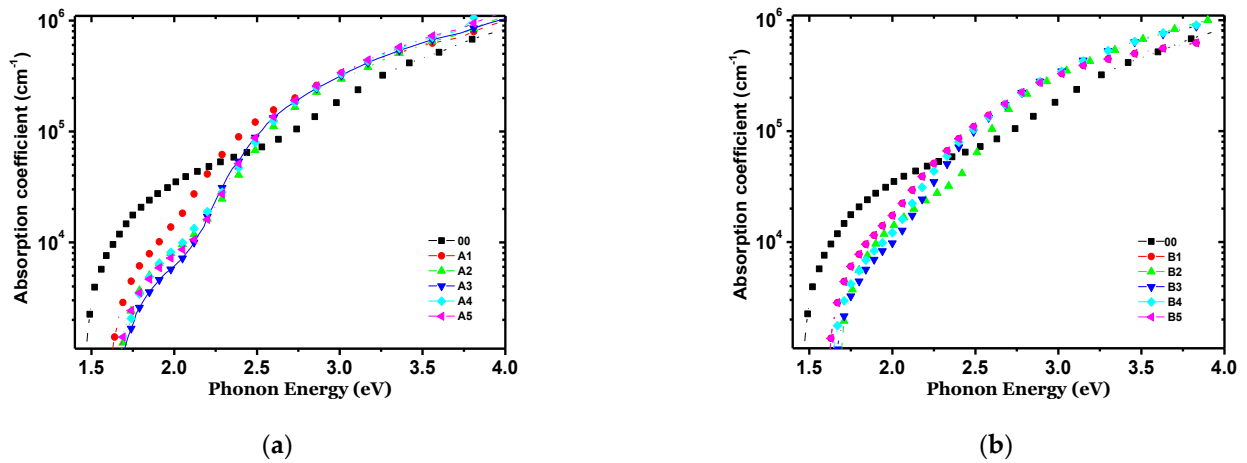 10^6
10^5
10^4
Absorption coefficient (cm^-1)
00
A1
A2
A3
A4
A5
1.5 2.0 2.5 3.0 3.5 4.0
Phonon Energy (eV)
(a)
10^6
10^5
10^4
Absorption coefficient (cm^-1)
00
B1
B2
B3
B4
B5
1.5 2.0 2.5 3.0 3.5 4.0
Phonon Energy (eV)
(b)